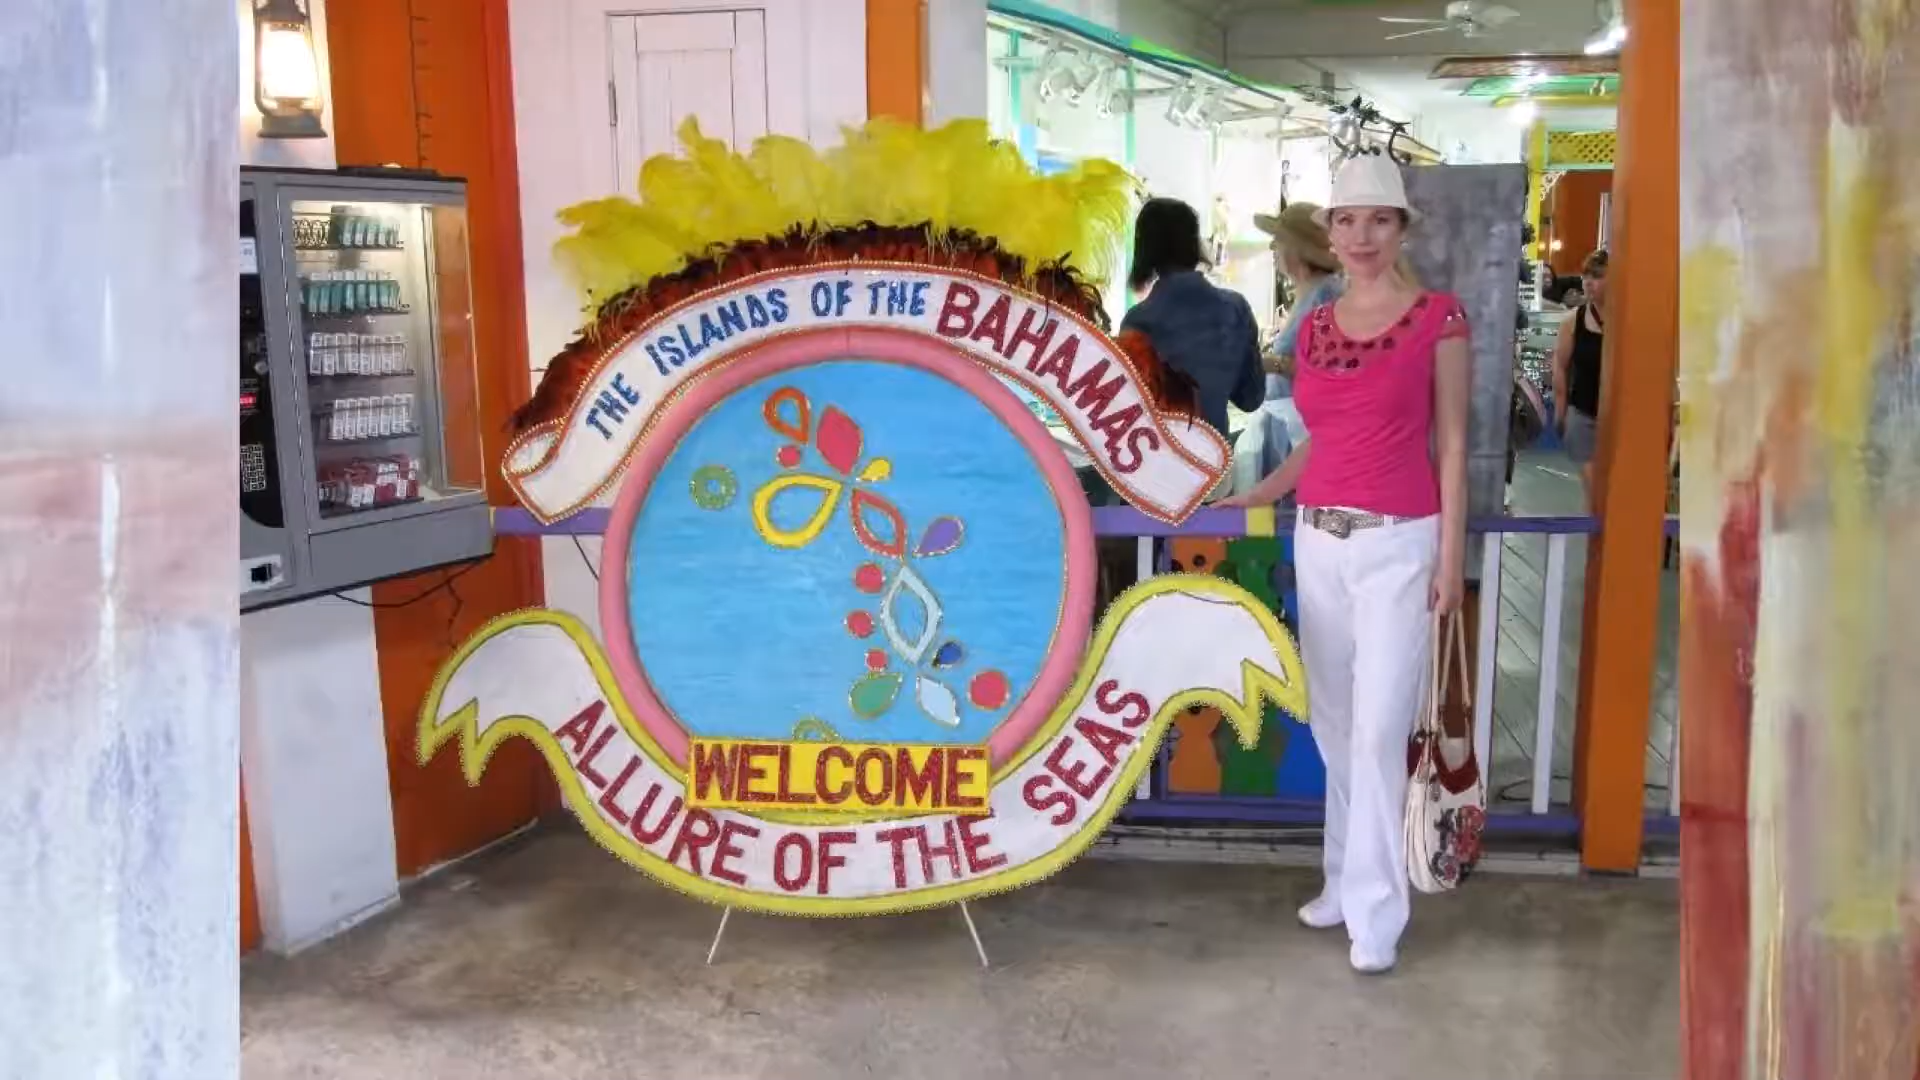 THE ISLANDS OF THE BAHAMAS
WELCOME
ALLURE OF THE SEAS